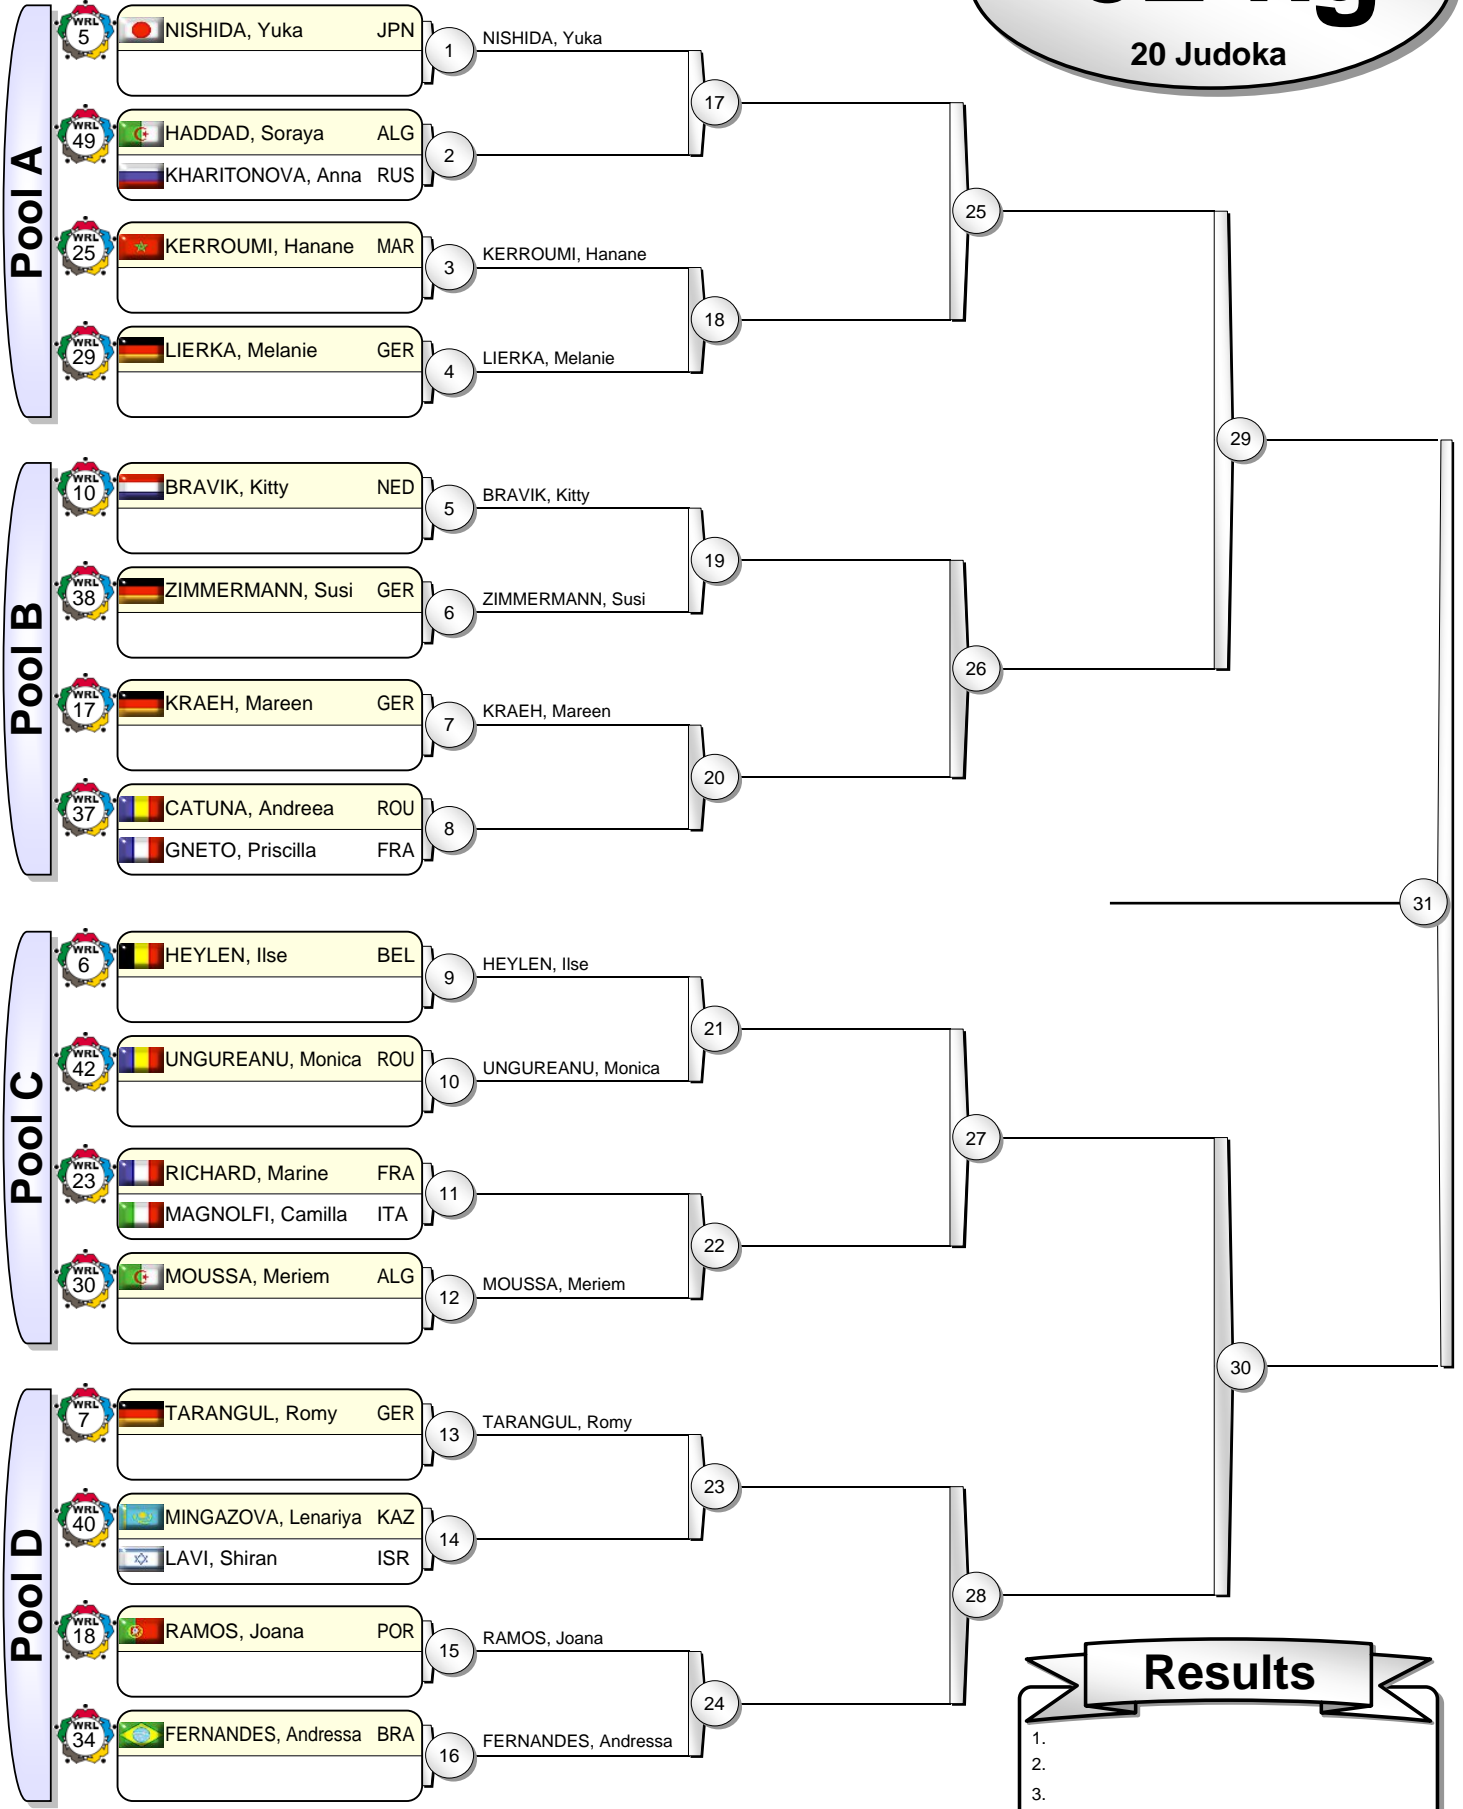 20 Judoka
Pool A
WRL 5 NISHIDA, Yuka JPN
1
NISHIDA, Yuka
17
WRL 49 HADDAD, Soraya ALG
KHARITONOVA, Anna RUS
2
25
WRL 25 KERROUMI, Hanane MAR
3
KERROUMI, Hanane
18
WRL 29 LIERKA, Melanie GER
4
LIERKA, Melanie
29
Pool B
WRL 10 BRAVIK, Kitty NED
5
BRAVIK, Kitty
19
WRL 38 ZIMMERMANN, Susi GER
6
ZIMMERMANN, Susi
26
WRL 17 KRAEH, Mareen GER
7
KRAEH, Mareen
20
WRL 37 CATUNA, Andreea ROU
GNETO, Priscilla FRA
8
31
Pool C
WRL 6 HEYLEN, Ilse BEL
9
HEYLEN, Ilse
21
WRL 42 UNGUREANU, Monica ROU
10
UNGUREANU, Monica
27
WRL 23 RICHARD, Marine FRA
MAGNOLFI, Camilla ITA
11
22
WRL 30 MOUSSA, Meriem ALG
12
MOUSSA, Meriem
30
Pool D
WRL 7 TARANGUL, Romy GER
13
TARANGUL, Romy
23
WRL 40 MINGAZOVA, Lenariya KAZ
LAVI, Shiran ISR
14
28
WRL 18 RAMOS, Joana POR
15
RAMOS, Joana
24
WRL 34 FERNANDES, Andressa BRA
16
FERNANDES, Andressa
Results
1.
2.
3.